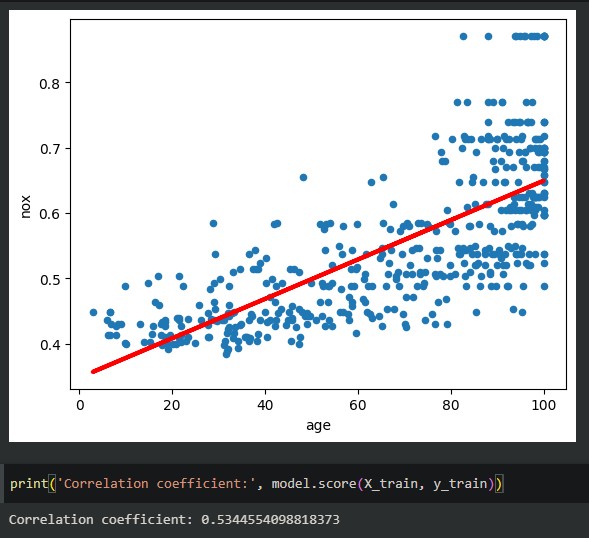 0.8
0.7
nox
0.6
0.5
0.4
0 20 40 60 80 100
age
print('Correlation coefficient:', model.score(X_train, y_train))
Correlation coefficient: 0.5344554098818373